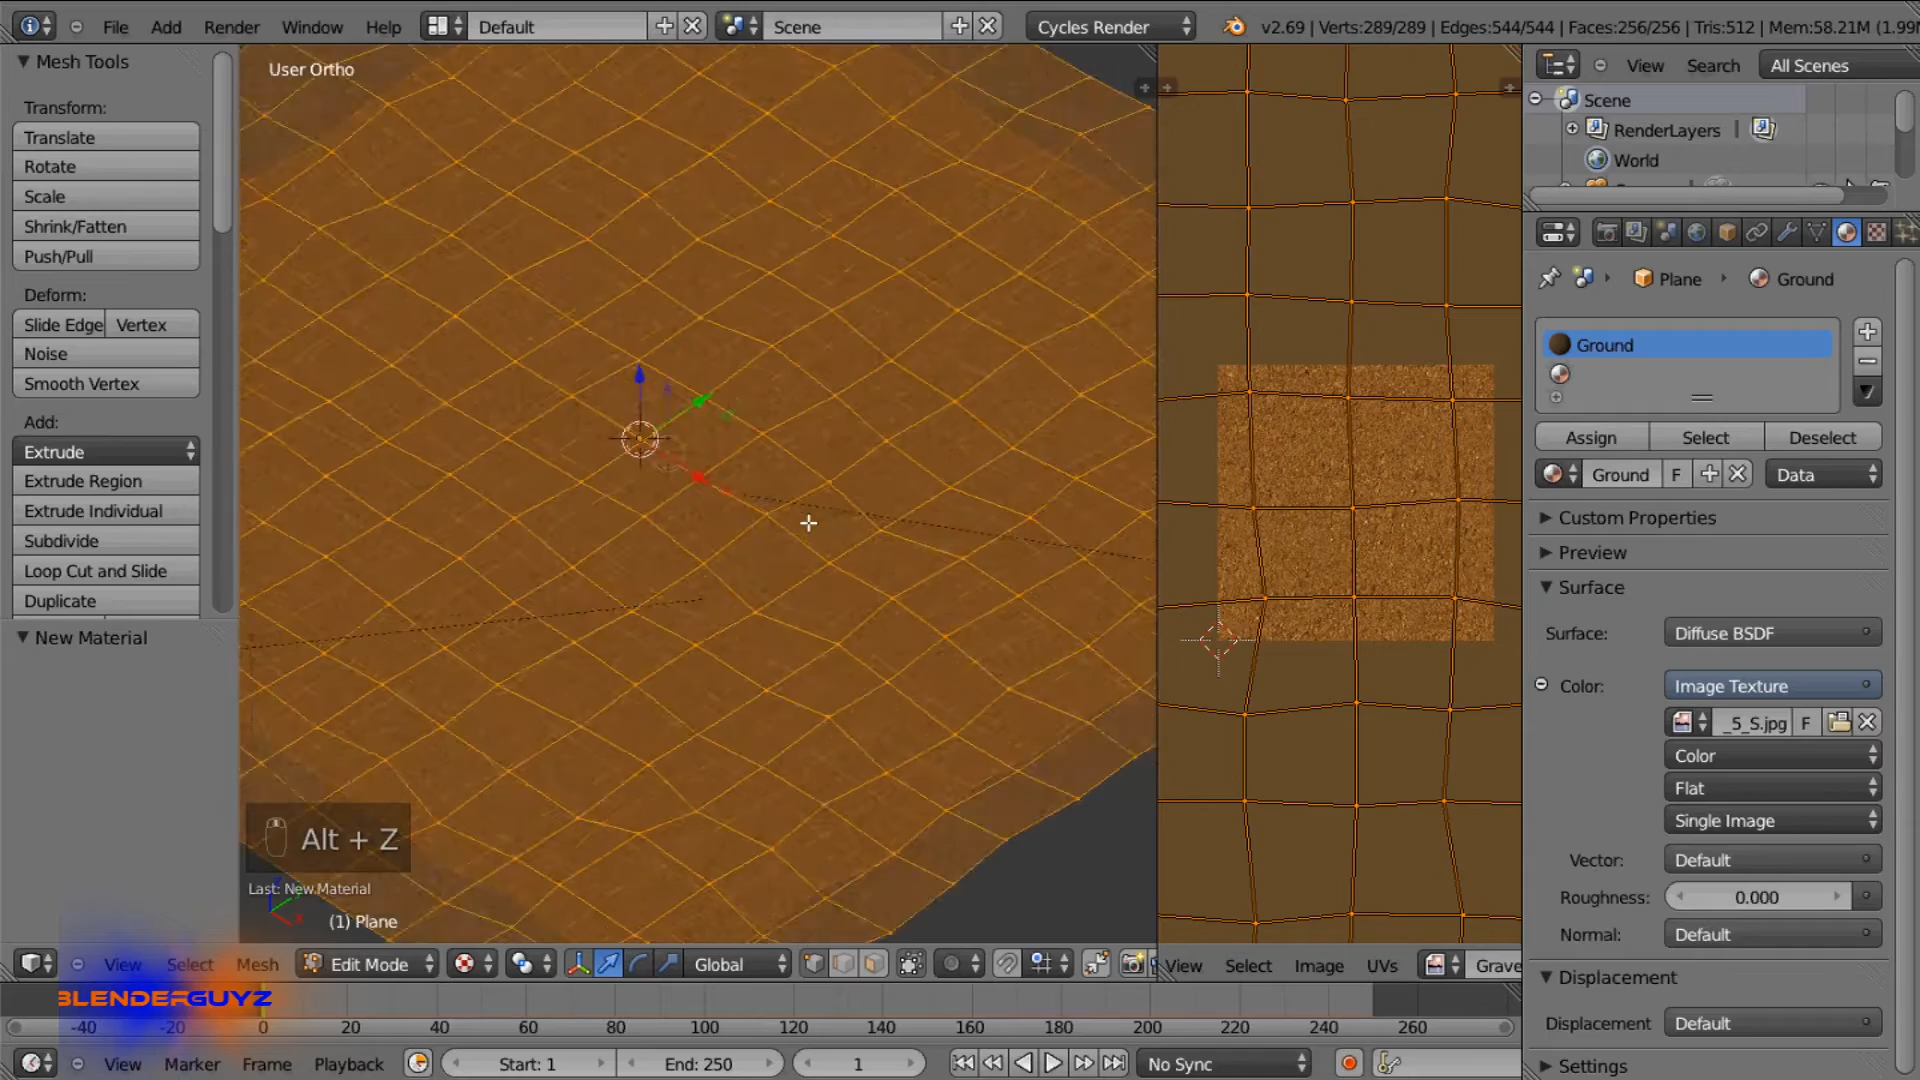 File Add Render Window Help Default Scene Cycles Render v2.69 | Verts:289/289 | Edges:544/544 | Faces:256/256 | Tris:512 | Mem:58.21M (1.99
Mesh Tools
Transform:
Translate
Rotate
Scale
Shrink/Fatten
Push/Pull
Deform:
Slide Edge Vertex
Noise
Smooth Vertex
Add:
Extrude
Extrude Region
Extrude Individual
Subdivide
Loop Cut and Slide
Duplicate
New Material
User Ortho
Alt + Z
Last: New Material
(1) Plane
View Select Mesh Edit Mode Global
View Select Image UVs Grave
View Search All Scenes
Scene
RenderLayers
World
Plane Ground
Ground
Assign Select Deselect
Ground F Data
Custom Properties
Preview
Surface
Surface: Diffuse BSDF
Color: Image Texture
_5_S.jpg F
Color
Flat
Single Image
Vector: Default
Roughness: 0.000
Normal: Default
Displacement
Displacement Default
Settings
BLENDERGUYZ
-40 -20 0 20 40 60 80 100 120 140 160 180 200 220 240 260
View Marker Frame Playback Start: 1 End: 250 1 No Sync